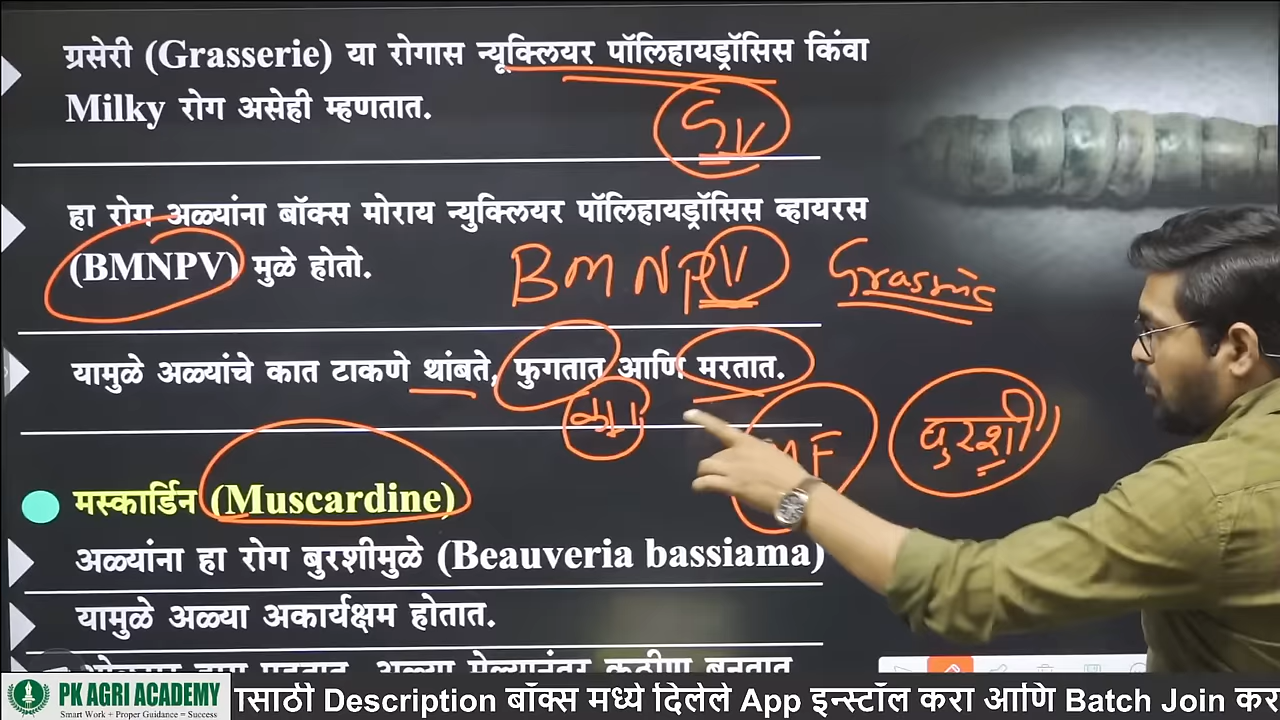 ग्रसेरी (Grasserie) या रोगास न्यूक्लियर पॉलिहायड्रॉसिस किंवा
Milky रोग असेही म्हणतात.
GV
हा रोग अळ्यांना बॉक्स मोराय न्युक्लियर पॉलिहायड्रॉसिस व्हायरस
(BMNPV) मुळे होतो.
BMNPV
यामुळे अळ्यांचे कात टाकणे थांबते, फुगतात आणि मरतात.
बुरशी
मस्कार्डिन (Muscardine)
अळ्यांना हा रोग बुरशीमुळे (Beauveria bassiama)
यामुळे अळ्या अकार्यक्षम होतात.
PK AGRI ACADEMY
Smart Work + Proper Guidance = Success
साठी Description बॉक्स मध्ये दिलेले App इन्स्टॉल करा आणि Batch Join कर